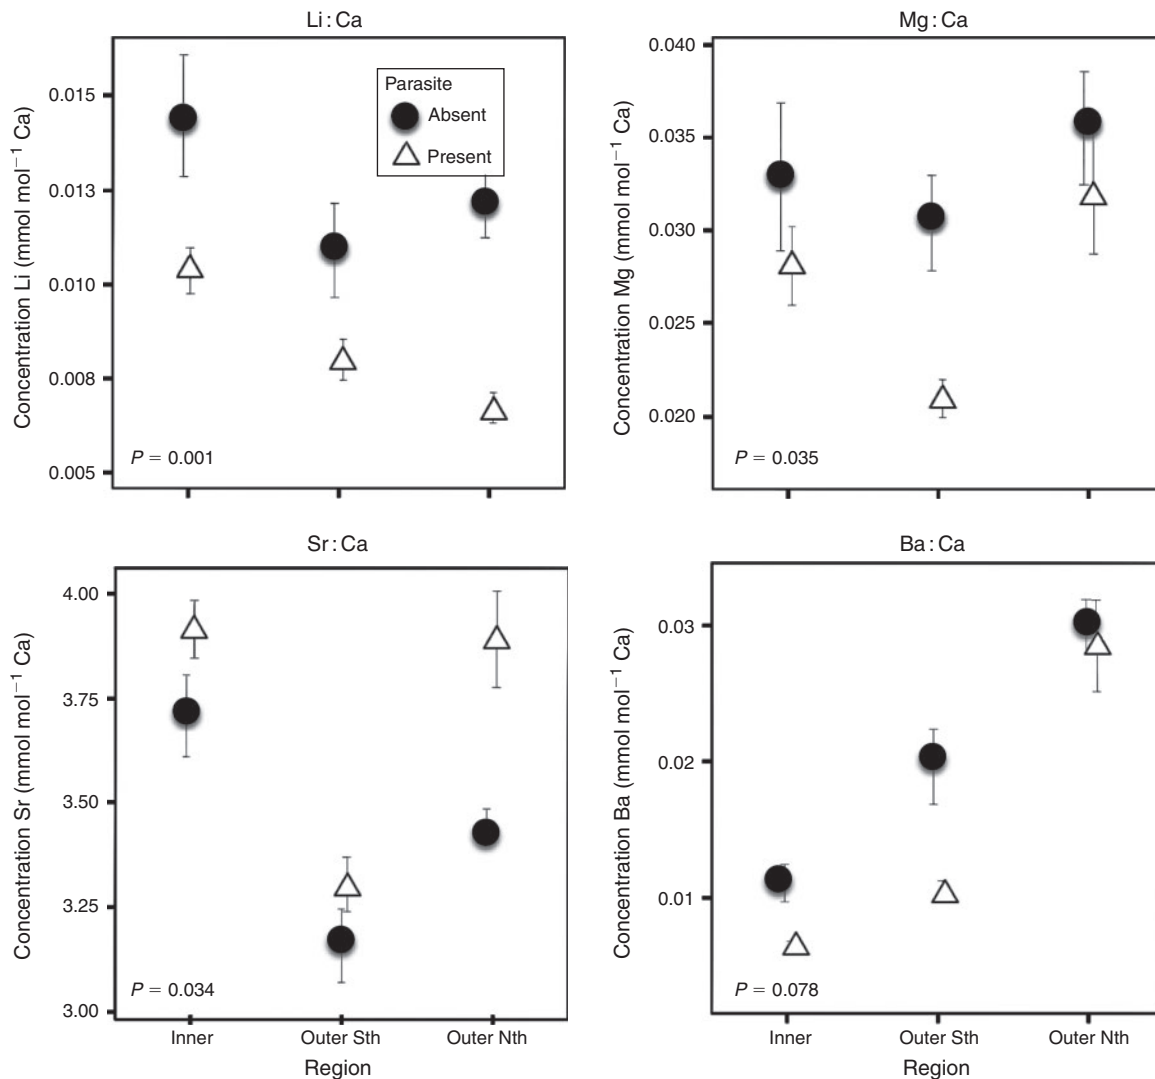 Li : Ca
Concentration Li (mmol mol−1 Ca)
0.015
0.013
0.010
0.008
0.005
Parasite
Absent
Present
P = 0.001
Mg : Ca
Concentration Mg (mmol mol−1 Ca)
0.040
0.035
0.030
0.025
0.020
P = 0.035
Sr : Ca
Concentration Sr (mmol mol−1 Ca)
4.00
3.75
3.50
3.25
3.00
P = 0.034
Inner Outer Sth Outer Nth
Region
Ba : Ca
Concentration Ba (mmol mol−1 Ca)
0.03
0.02
0.01
P = 0.078
Inner Outer Sth Outer Nth
Region